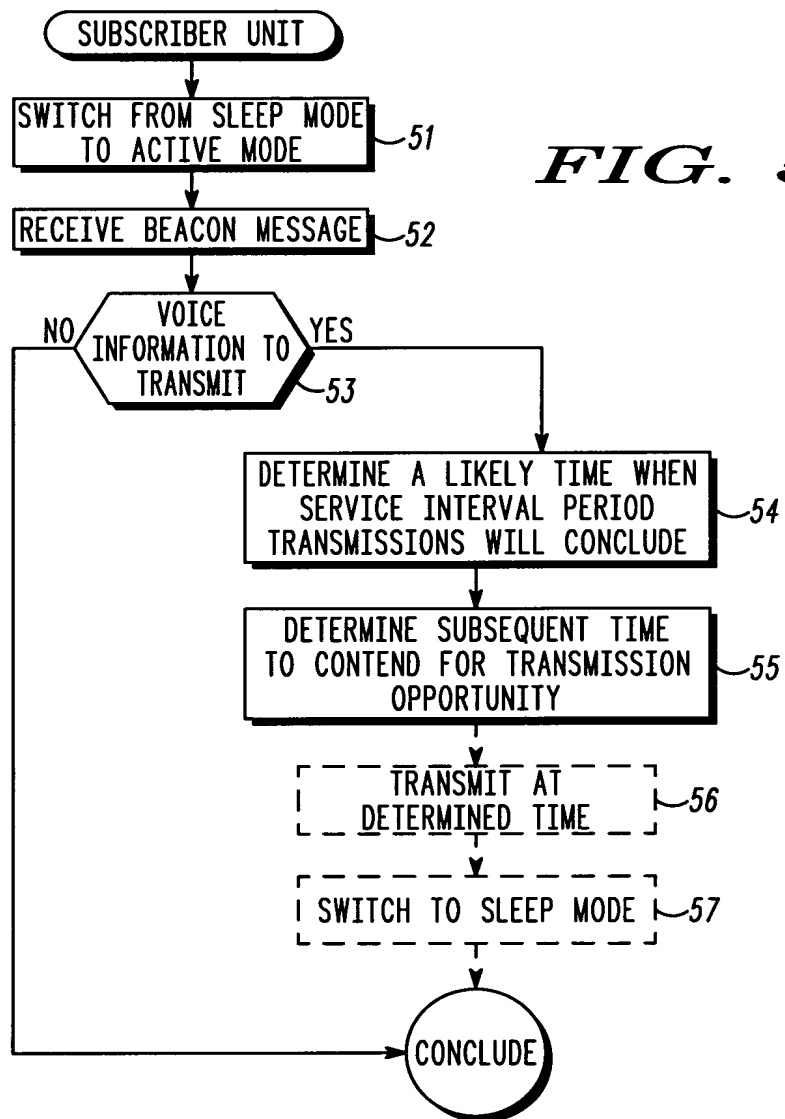 SUBSCRIBER UNIT
SWITCH FROM SLEEP MODE
TO ACTIVE MODE
51
FIG.
RECEIVE BEACON MESSAGE
52
NO
VOICE
INFORMATION TO
TRANSMIT
YES
53
DETERMINE A LIKELY TIME WHEN
SERVICE INTERVAL PERIOD
TRANSMISSIONS WILL CONCLUDE
54
DETERMINE SUBSEQUENT TIME
TO CONTEND FOR TRANSMISSION
OPPORTUNITY
55
TRANSMIT AT
DETERMINED TIME
56
SWITCH TO SLEEP MODE
57
CONCLUDE